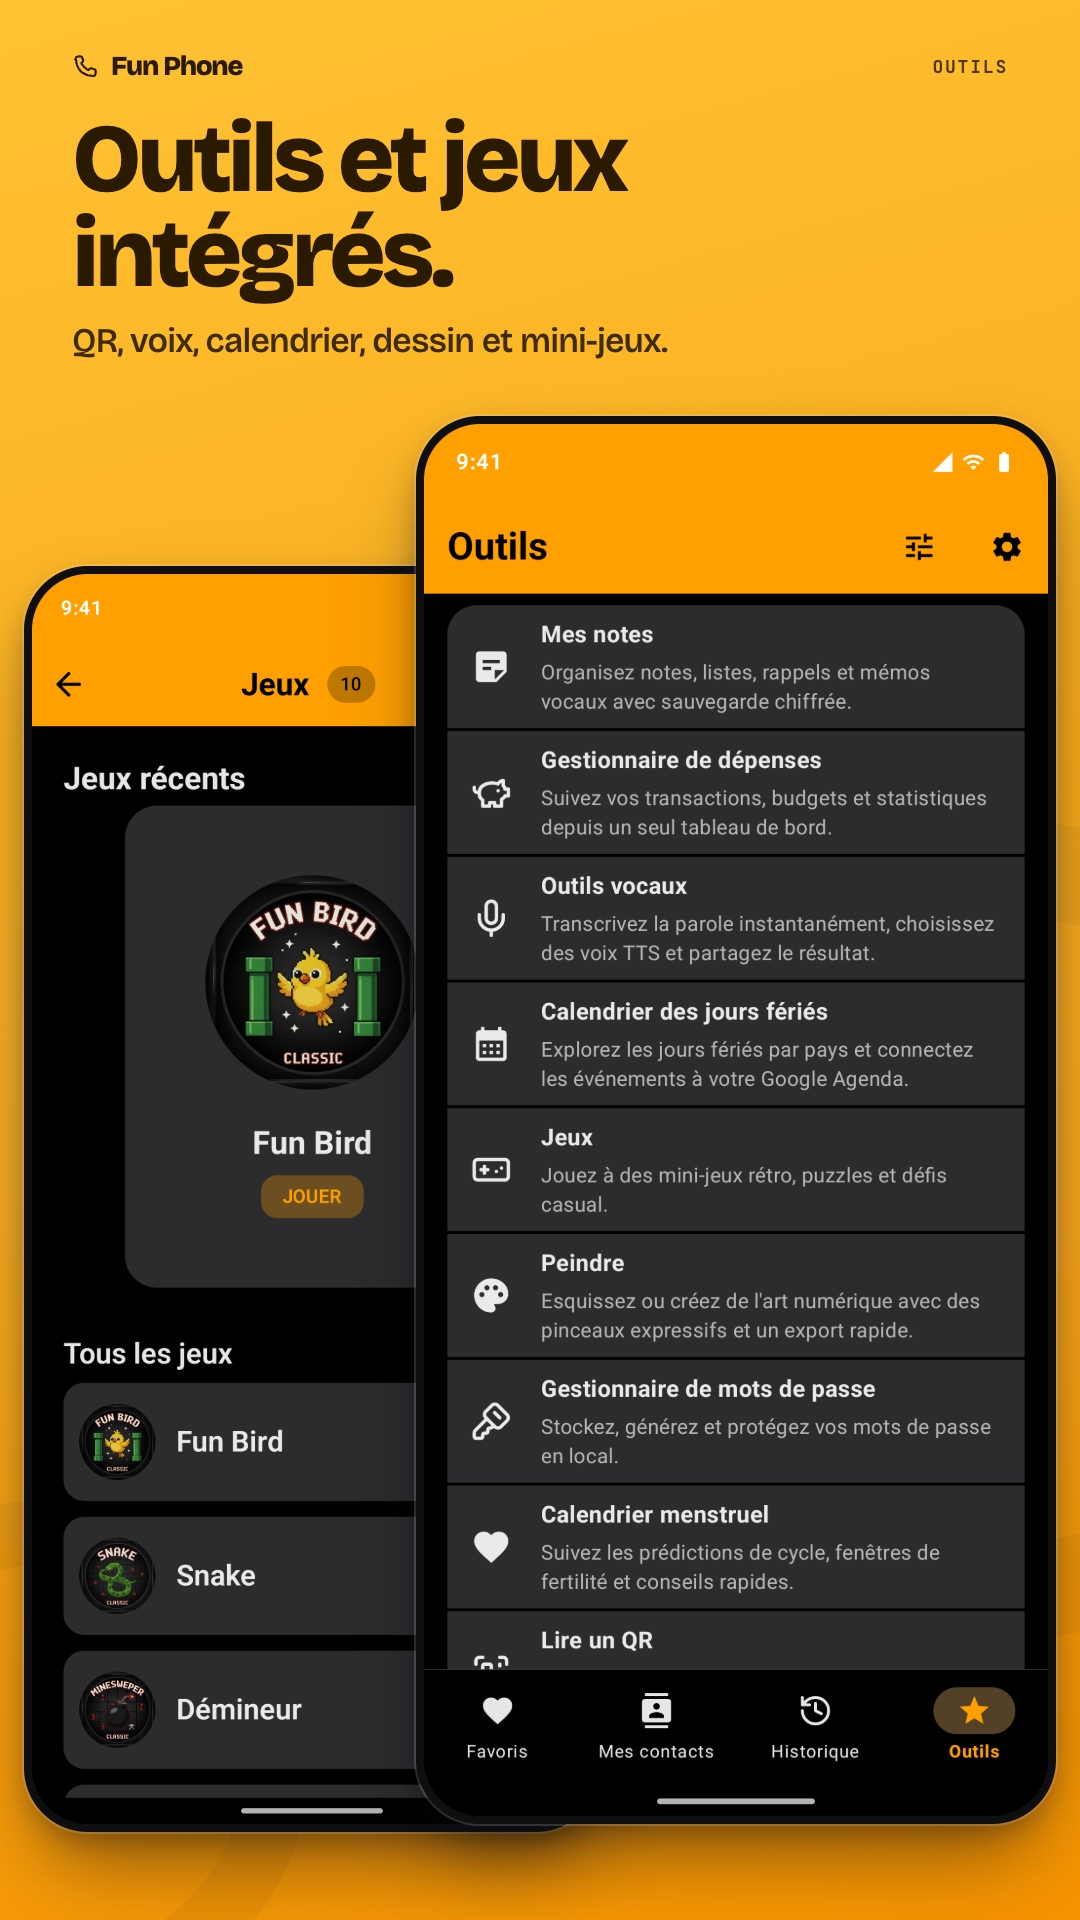 Fun Phone
OUTILS
Outils et jeux
intégrés.
QR, voix, calendrier, dessin et mini-jeux.
9:41
Jeux 10
Jeux récents
FUN BIRD
CLASSIC
Fun Bird
JOUER
Tous les jeux
FUN BIRD
CLASSIC
Fun Bird
SNAKE
CLASSIC
Snake
MINESWEPER
CLASSIC
Démineur
9:41
Outils
Mes notes
Organisez notes, listes, rappels et mémos
vocaux avec sauvegarde chiffrée.
Gestionnaire de dépenses
Suivez vos transactions, budgets et statistiques
depuis un seul tableau de bord.
Outils vocaux
Transcrivez la parole instantanément, choisissez
des voix TTS et partagez le résultat.
Calendrier des jours fériés
Explorez les jours fériés par pays et connectez
les événements à votre Google Agenda.
Jeux
Jouez à des mini-jeux rétro, puzzles et défis
casual.
Peindre
Esquissez ou créez de l'art numérique avec des
pinceaux expressifs et un export rapide.
Gestionnaire de mots de passe
Stockez, générez et protégez vos mots de passe
en local.
Calendrier menstruel
Suivez les prédictions de cycle, fenêtres de
fertilité et conseils rapides.
Lire un QR
Favoris
Mes contacts
Historique
Outils